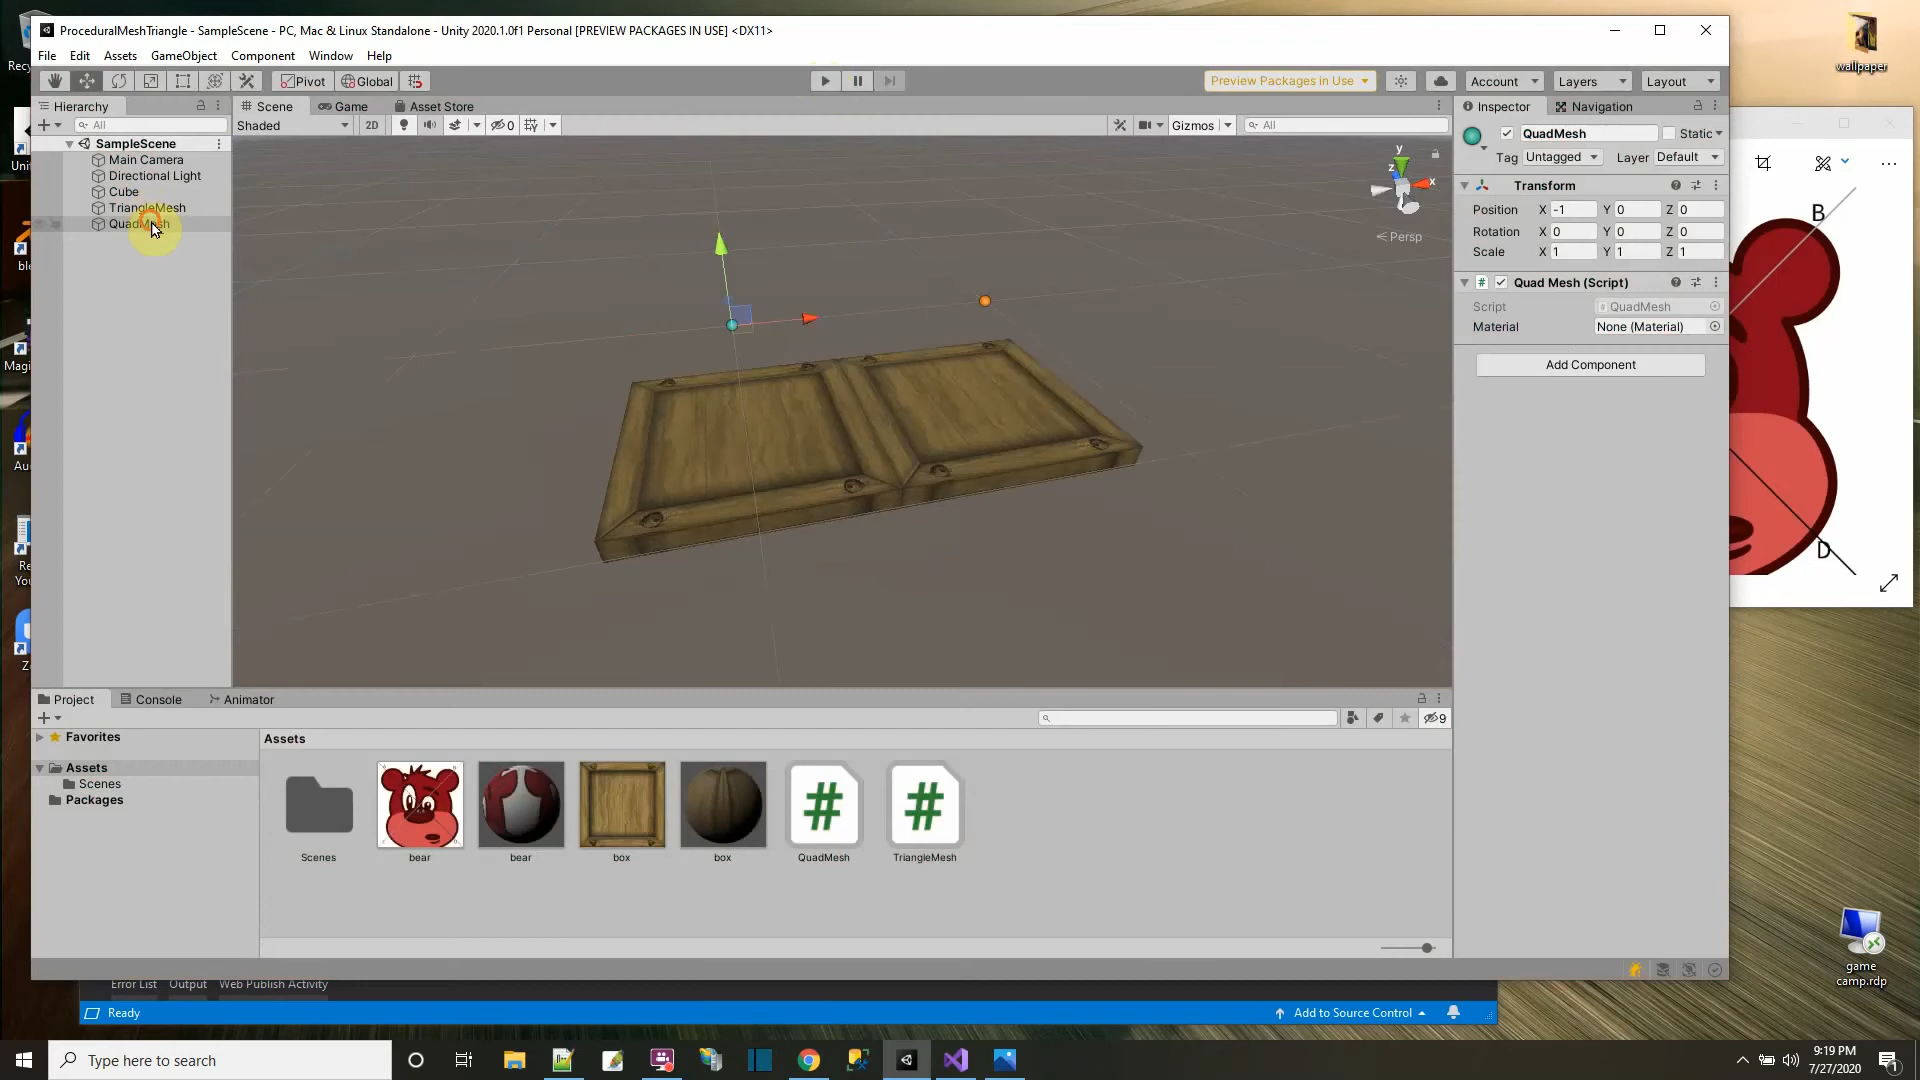 ProceduralMeshTriangle - SampleScene - PC, Mac & Linux Standalone - Unity 2020.1.0f1 Personal [PREVIEW PACKAGES IN USE] <DX11>
File Edit Assets GameObject Component Window Help
Pivot Global Preview Packages in Use Account Layers Layout
Hierarchy Scene Game Asset Store Inspector Navigation
All Shaded 2D 0 Gizmos All
QuadMesh Static
SampleScene
Main Camera
Directional Light
Cube
TriangleMesh
QuadMesh
y
z
x
Persp
Tag Untagged Layer Default
Transform
Position X -1 Y 0 Z 0
Rotation X 0 Y 0 Z 0
Scale X 1 Y 1 Z 1
Quad Mesh (Script)
Script QuadMesh
Material None (Material)
Add Component
B
D
Project Console Animator
9
Favorites
Assets
Scenes
Packages
Assets
Scenes bear bear box box QuadMesh TriangleMesh
wallpaper
game
camp.rdp
Error List Output Web Publish Activity
Ready Add to Source Control
Type here to search
9:19 PM
7/27/2020
1